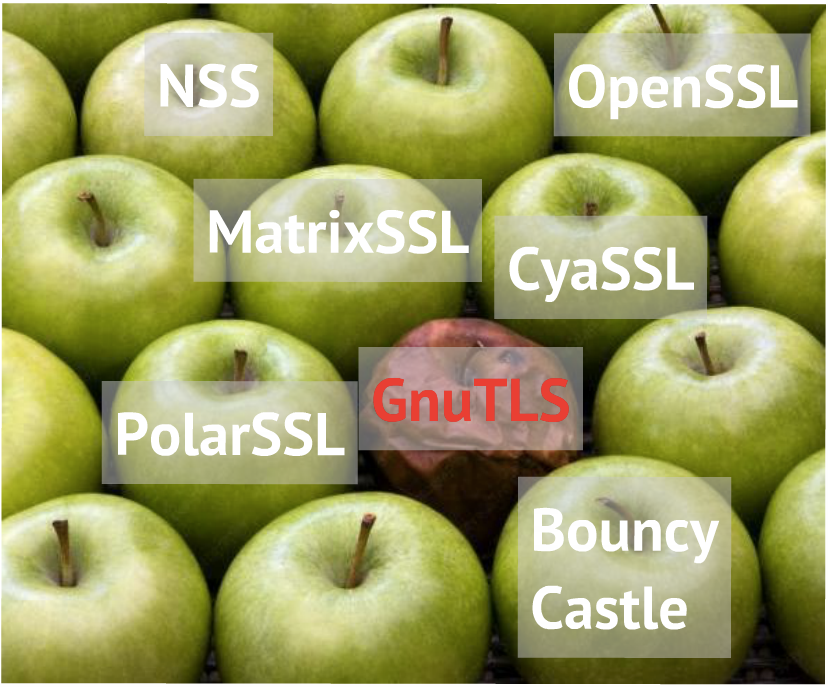 NSS
OpenSSL
MatrixSSL
CyaSSL
GnuTLS
PolarSSL
Bouncy
Castle